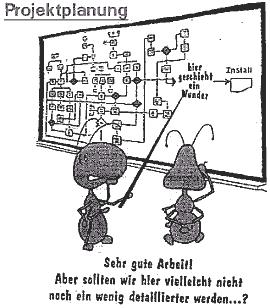 Projektplanung
hier
geschieht
ein
Wunder
Install
Sehr gute Arbeit!
Aber sollten wir hier vielleicht nicht
noch ein wenig detaillierter werden...?